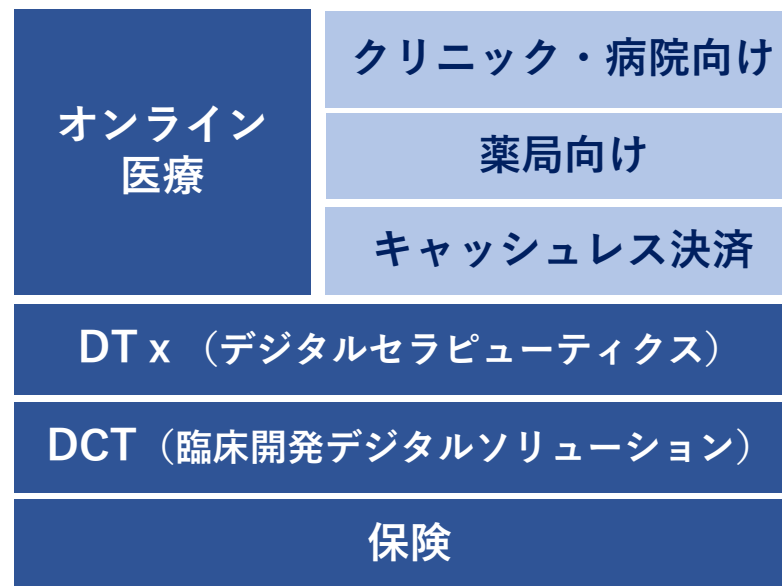 オンライン
医療
クリニック・病院向け
薬局向け
キャッシュレス決済
DTx（デジタルセラピューティクス）
DCT（臨床開発デジタルソリューション）
保険